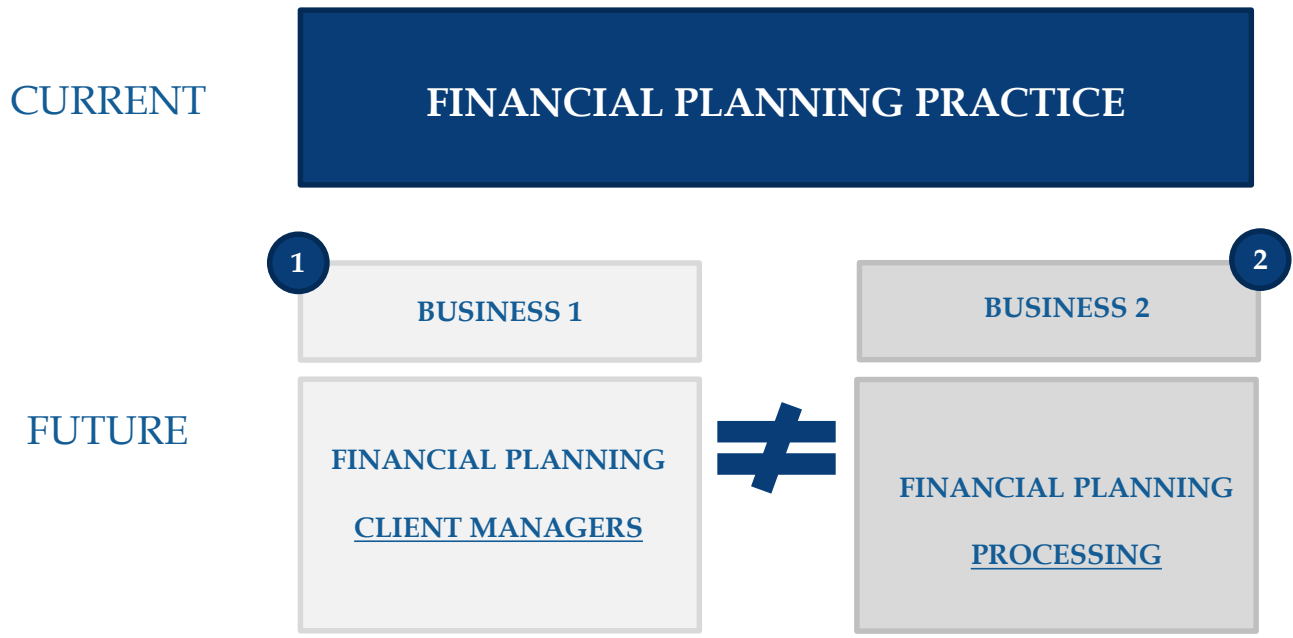 CURRENT
FINANCIAL PLANNING PRACTICE
1
2
BUSINESS 1
BUSINESS 2
FUTURE
FINANCIAL PLANNING
CLIENT MANAGERS
≠
FINANCIAL PLANNING
PROCESSING